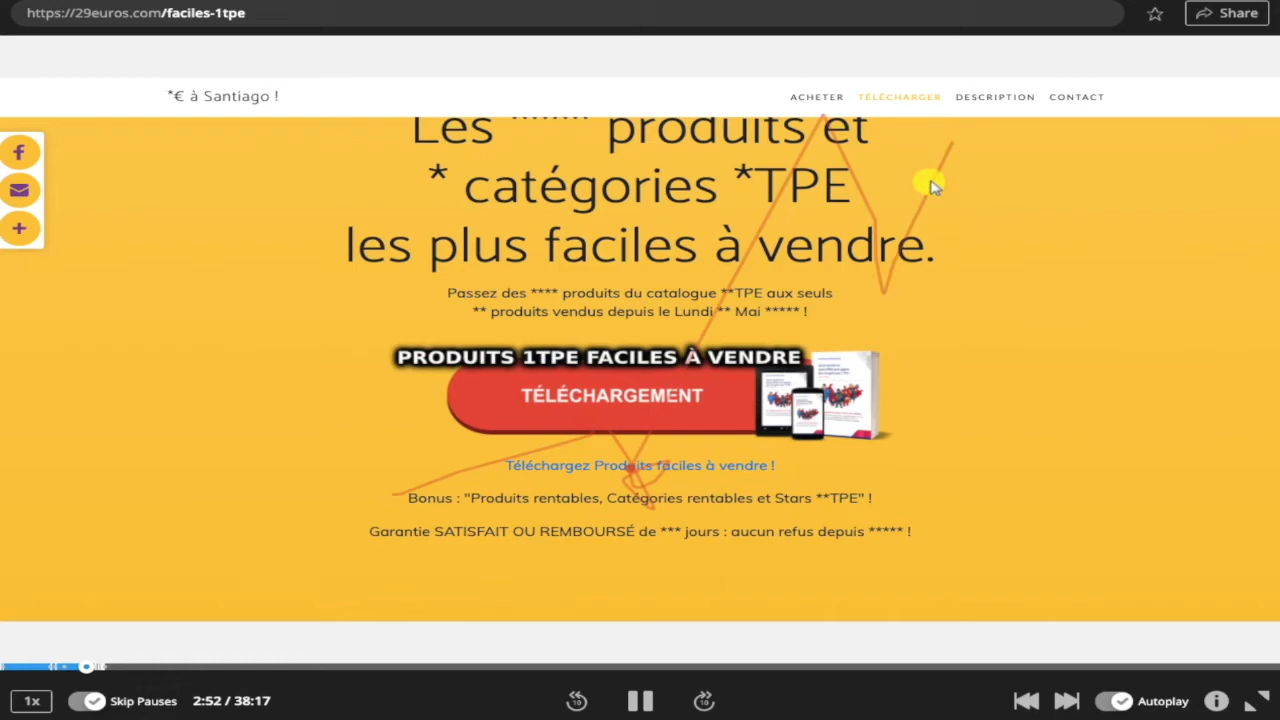 https://29euros.com/faciles-1tpe
Share
*€ à Santiago !
ACHETER TÉLÉCHARGER DESCRIPTION CONTACT
Les ***** produits et
* catégories *TPE
les plus faciles à vendre.
Passez des **** produits du catalogue **TPE aux seuls
** produits vendus depuis le Lundi ** Mai ***** !
PRODUITS 1TPE FACILES À VENDRE
TÉLÉCHARGEMENT
Téléchargez Produits faciles à vendre !
Bonus : "Produits rentables, Catégories rentables et Stars **TPE" !
Garantie SATISFAIT OU REMBOURSÉ de *** jours : aucun refus depuis ***** !
1x Skip Pauses 2:52 / 38:17 10 10 Autoplay